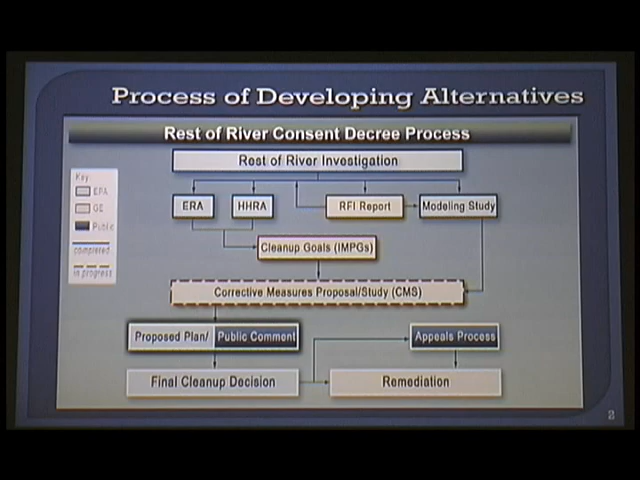 Process of Developing Alternatives
Rest of River Consent Decree Process
Rest of River Investigation
Key:
EPA
GE
Public
completed
in progress
ERA
HHRA
RFI Report
Modeling Study
Cleanup Goals (IMPGs)
Corrective Measures Proposal/Study (CMS)
Proposed Plan/
Public Comment
Appeals Process
Final Cleanup Decision
Remediation
2